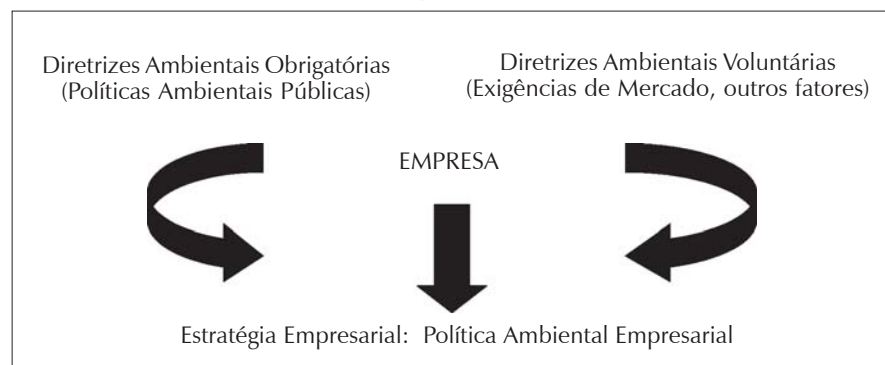 Diretrizes Ambientais Obrigatórias
(Políticas Ambientais Públicas)
Diretrizes Ambientais Voluntárias
(Exigências de Mercado, outros fatores)
EMPRESA
Estratégia Empresarial: Política Ambiental Empresarial